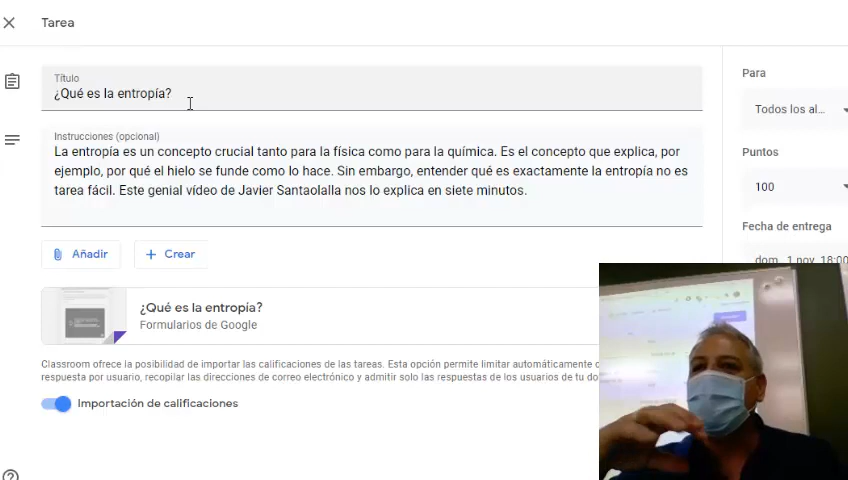 Tarea
Título
¿Qué es la entropía?
Instrucciones (opcional)
La entropía es un concepto crucial tanto para la física como para la química. Es el concepto que explica, por
ejemplo, por qué el hielo se funde como lo hace. Sin embargo, entender qué es exactamente la entropía no es
tarea fácil. Este genial vídeo de Javier Santaolalla nos lo explica en siete minutos.
Añadir
Crear
¿Qué es la entropía?
Formularios de Google
Classroom ofrece la posibilidad de importar las calificaciones de las tareas. Esta opción permite limitar automáticamente
respuesta por usuario, recopilar las direcciones de correo electrónico y admitir solo las respuestas de los usuarios de tu
Importación de calificaciones
Para
Todos los al...
Puntos
100
Fecha de entrega
dom., 1 nov. 18:00